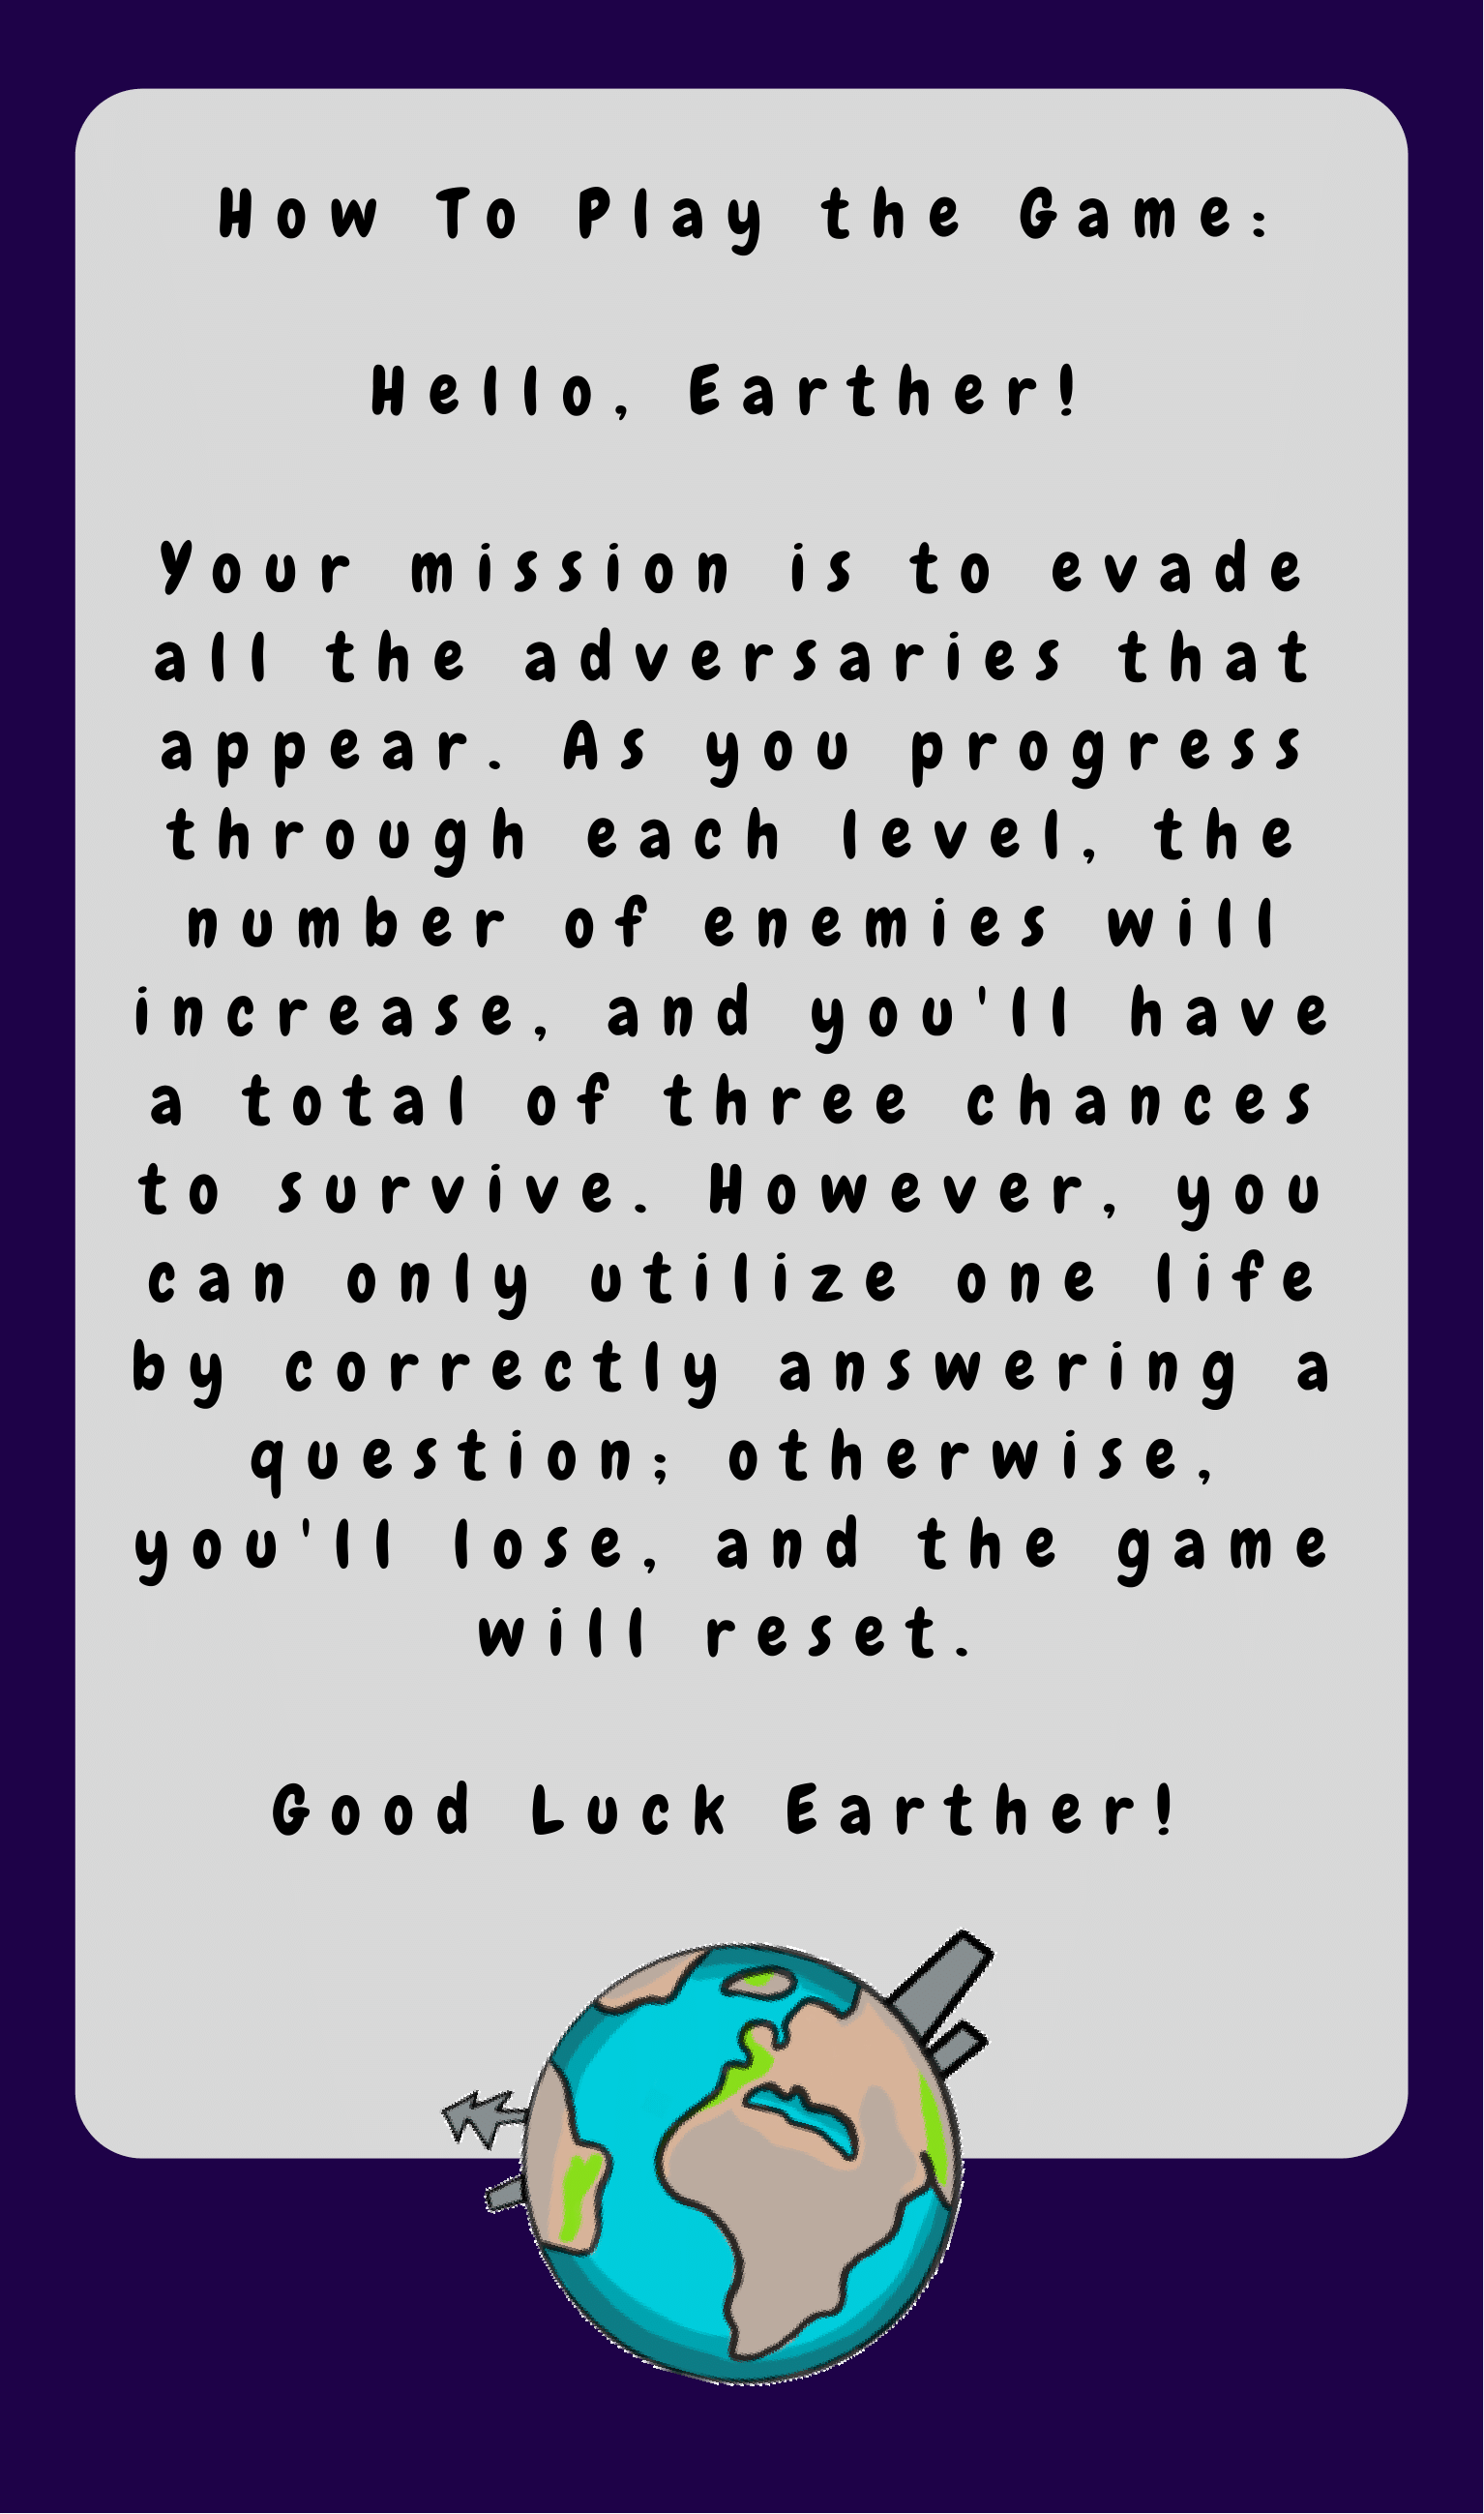 How To Play the Game:
Hello, Earther!
Your mission is to evade
all the adversaries that
appear. As you progress
through each level, the
number of enemies will
increase, and you'll have
a total of three chances
to survive. However, you
can only utilize one life
by correctly answering a
question; otherwise,
you'll lose, and the game
will reset.
Good Luck Earther!